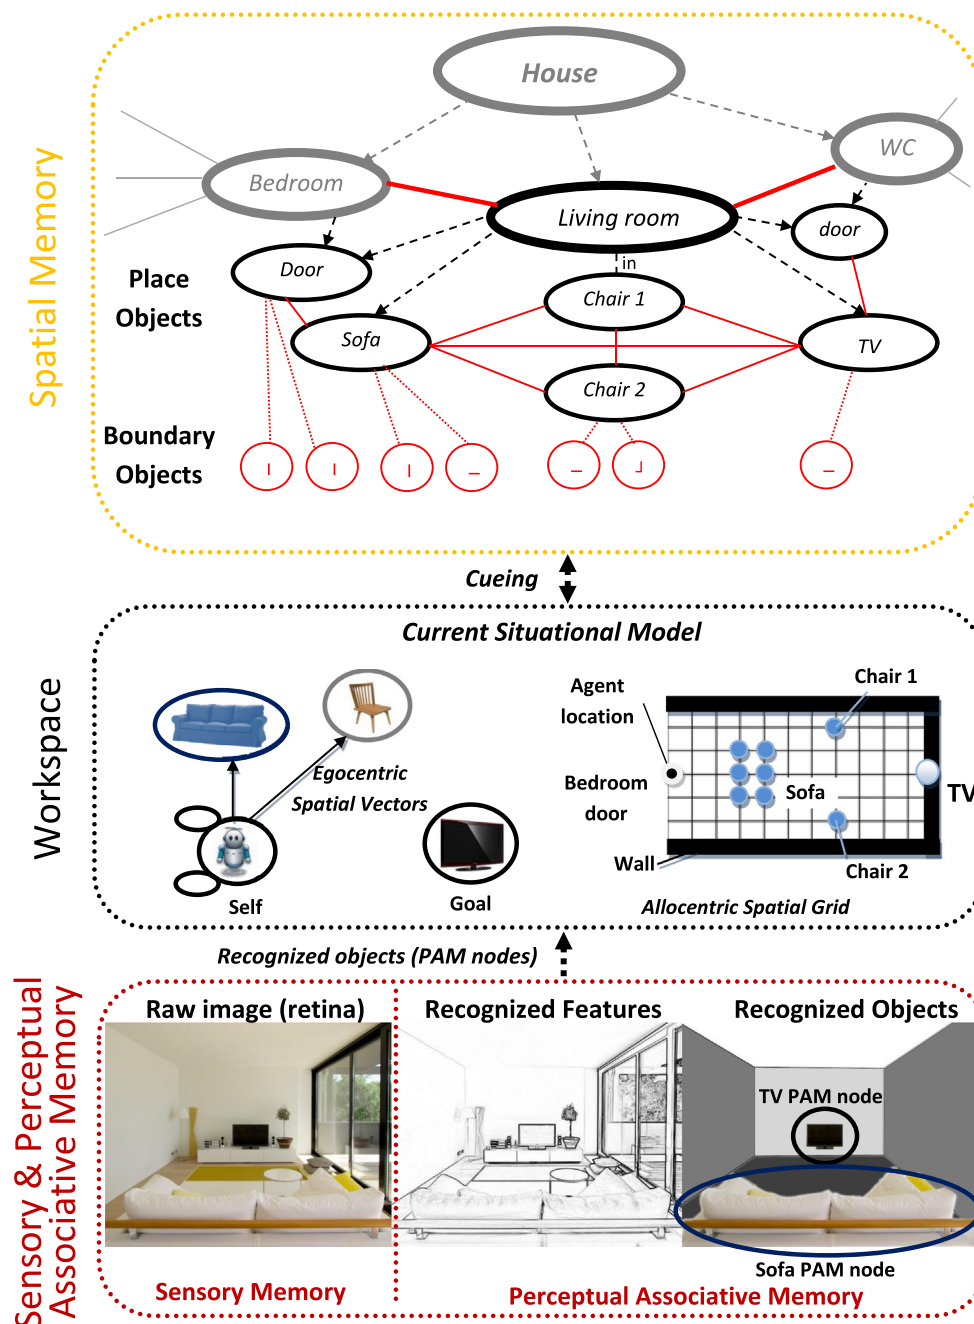 House
WC
Bedroom
Living room
door
in
Door
Chair 1
Place
Objects
Sofa
TV
Chair 2
Boundary
Objects
Spatial Memory
Cueing
Current Situational Model
Workspace
Chair 1
Agent
location
Egocentric
Spatial Vectors
Bedroom
door
Sofa
TV
Wall
Chair 2
Self
Goal
Allocentric Spatial Grid
Recognized objects (PAM nodes)
Sensory & Perceptual
Associative Memory
Raw image (retina)
Recognized Features
Recognized Objects
TV PAM node
Sofa PAM node
Sensory Memory
Perceptual Associative Memory